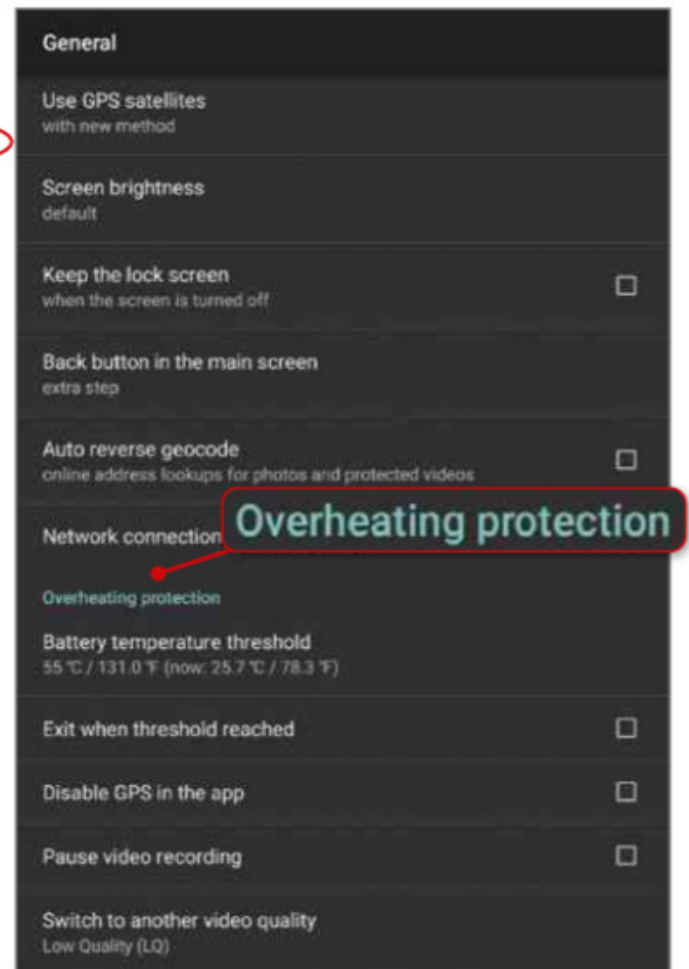 General
Use GPS satellites
with new method
Screen brightness
default
Keep the lock screen
when the screen is turned off
Back button in the main screen
extra step
Auto reverse geocode
online address lookups for photos and protected videos
Network connection
Overheating protection
Overheating protection
Battery temperature threshold
55 °C / 131.0 °F (now: 25.7 °C / 78.3 °F)
Exit when threshold reached
Disable GPS in the app
Pause video recording
Switch to another video quality
Low Quality (LQ)